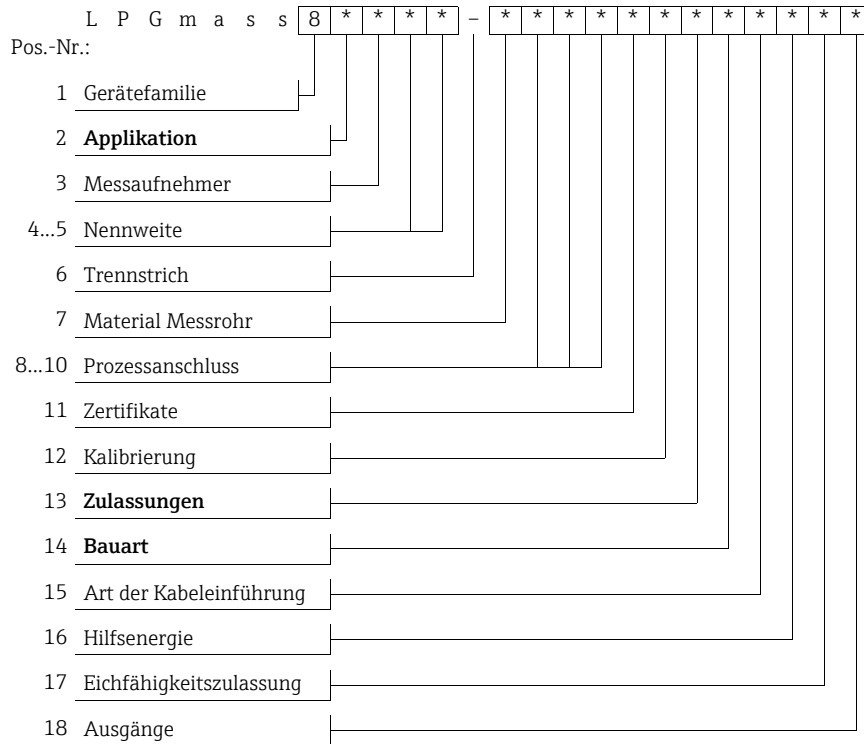 L P G m a s s 8 * * * * – * * * * * * * * * * * *
Pos.-Nr.:
1 Gerätefamilie
2 Applikation
3 Messaufnehmer
4...5 Nennweite
6 Trennstrich
7 Material Messrohr
8...10 Prozessanschluss
11 Zertifikate
12 Kalibrierung
13 Zulassungen
14 Bauart
15 Art der Kabeleinführung
16 Hilfsenergie
17 Eichfähigkeitszulassung
18 Ausgänge